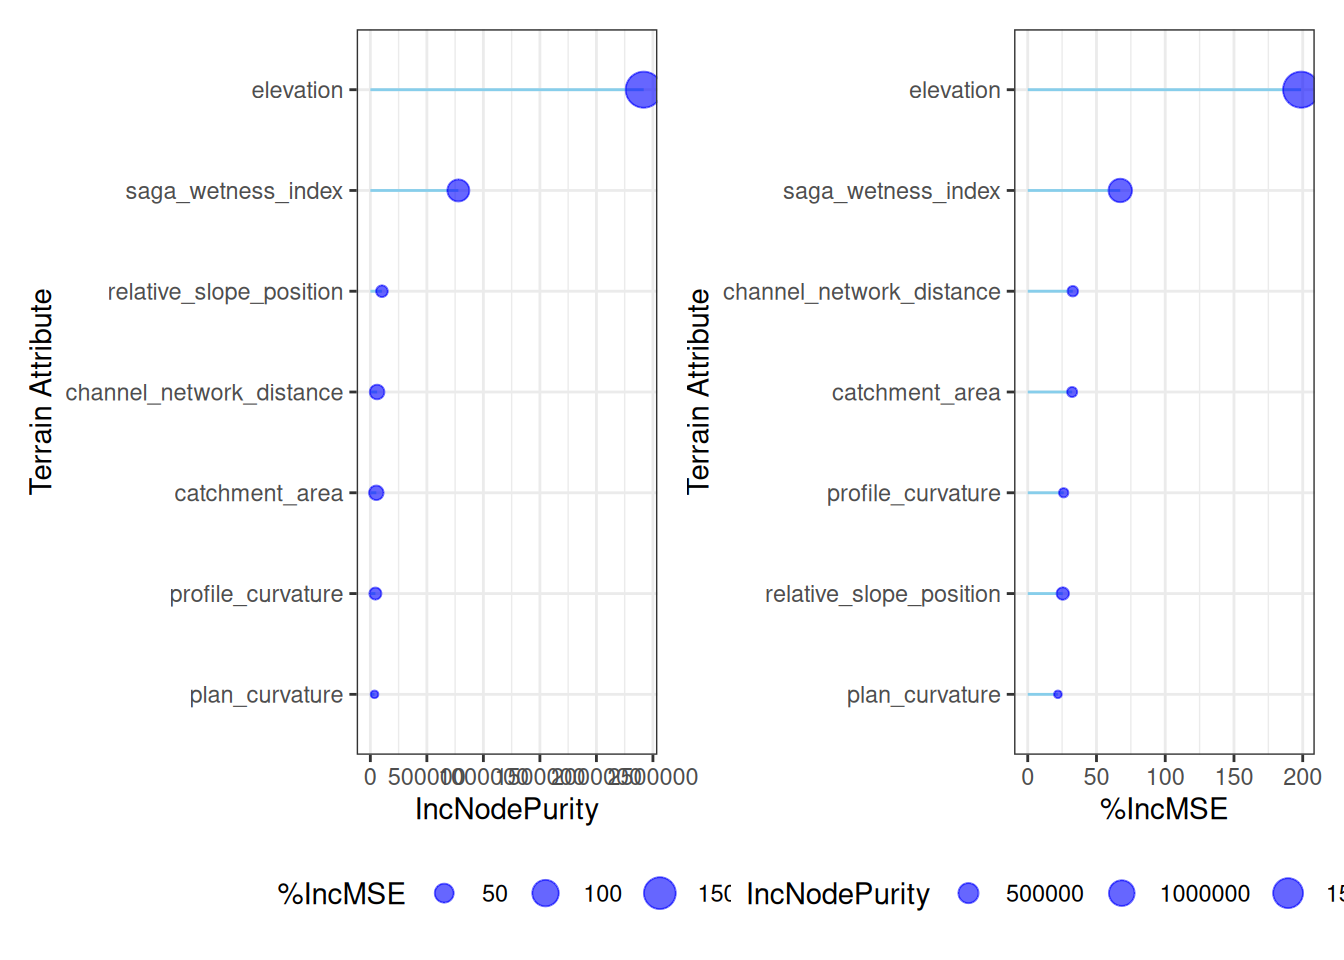 elevation
saga_wetness_index
relative_slope_position
channel_network_distance
catchment_area
profile_curvature
plan_curvature
Terrain Attribute
0 500000 1000000 1500000 2000000 2500000
IncNodePurity
elevation
saga_wetness_index
channel_network_distance
catchment_area
profile_curvature
relative_slope_position
plan_curvature
Terrain Attribute
0 50 100 150 200
%IncMSE
%IncMSE 50 100 150
IncNodePurity 500000 1000000 15